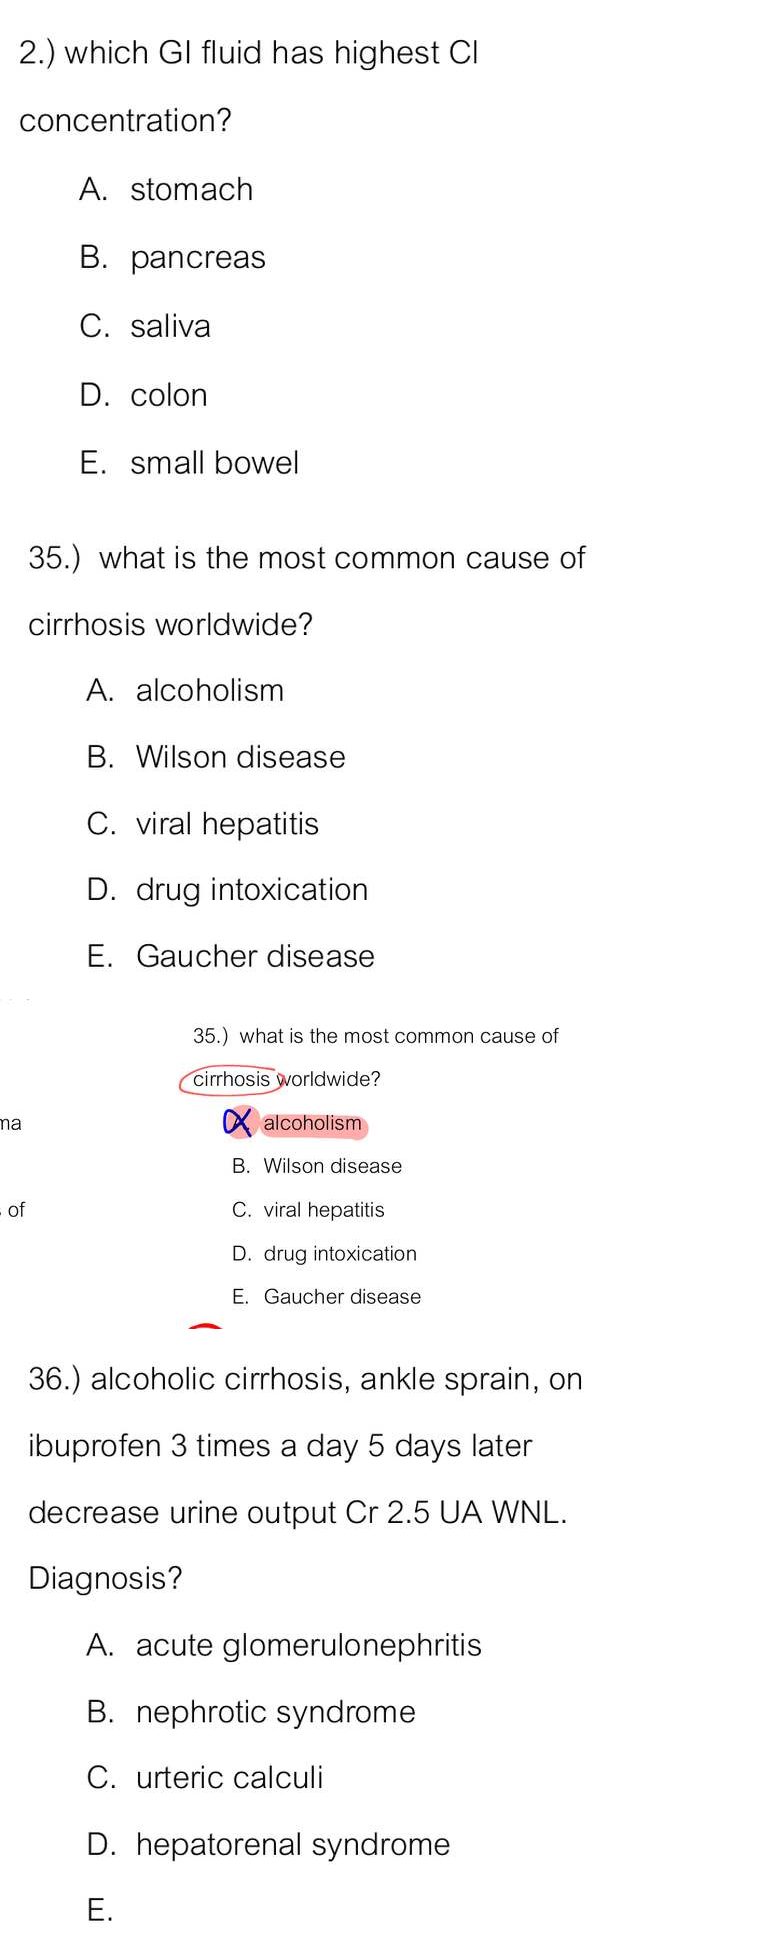 2.) which GI fluid has highest Cl
concentration?
A. stomach
B. pancreas
C. saliva
D. colon
E. small bowel
35.) what is the most common cause of
cirrhosis worldwide?
A. alcoholism
B. Wilson disease
C. viral hepatitis
D. drug intoxication
E. Gaucher disease
35.) what is the most common cause of
cirrhosis worldwide?
ma
alcoholism
B. Wilson disease
of
C. viral hepatitis
D. drug intoxication
E. Gaucher disease
36.) alcoholic cirrhosis, ankle sprain, on
ibuprofen 3 times a day 5 days later
decrease urine output Cr 2.5 UA WNL.
Diagnosis?
A. acute glomerulonephritis
B. nephrotic syndrome
C. urteric calculi
D. hepatorenal syndrome
E.